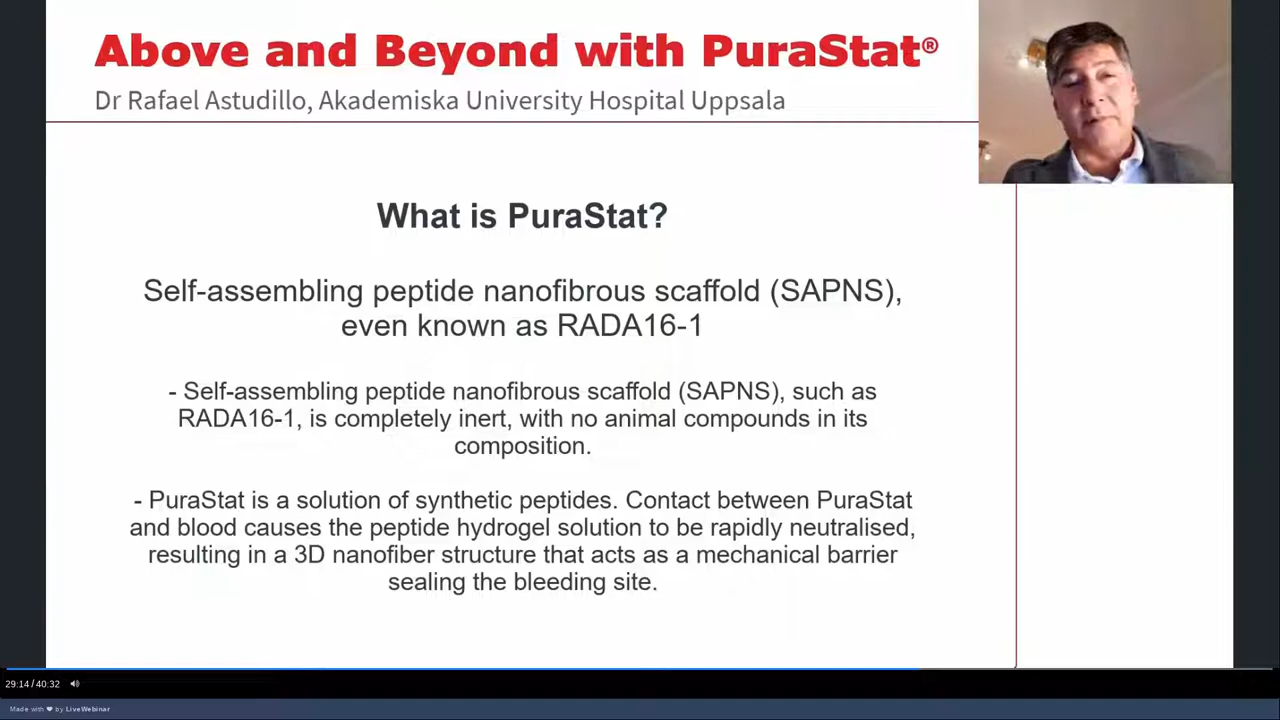 Above and Beyond with PuraStat®
Dr Rafael Astudillo, Akademiska University Hospital Uppsala
What is PuraStat?
Self-assembling peptide nanofibrous scaffold (SAPNS),
even known as RADA16-1
- Self-assembling peptide nanofibrous scaffold (SAPNS), such as
RADA16-1, is completely inert, with no animal compounds in its
composition.
- PuraStat is a solution of synthetic peptides. Contact between PuraStat
and blood causes the peptide hydrogel solution to be rapidly neutralised,
resulting in a 3D nanofiber structure that acts as a mechanical barrier
sealing the bleeding site.
29:14 / 40:32
Made with ❤ by LiveWebinar